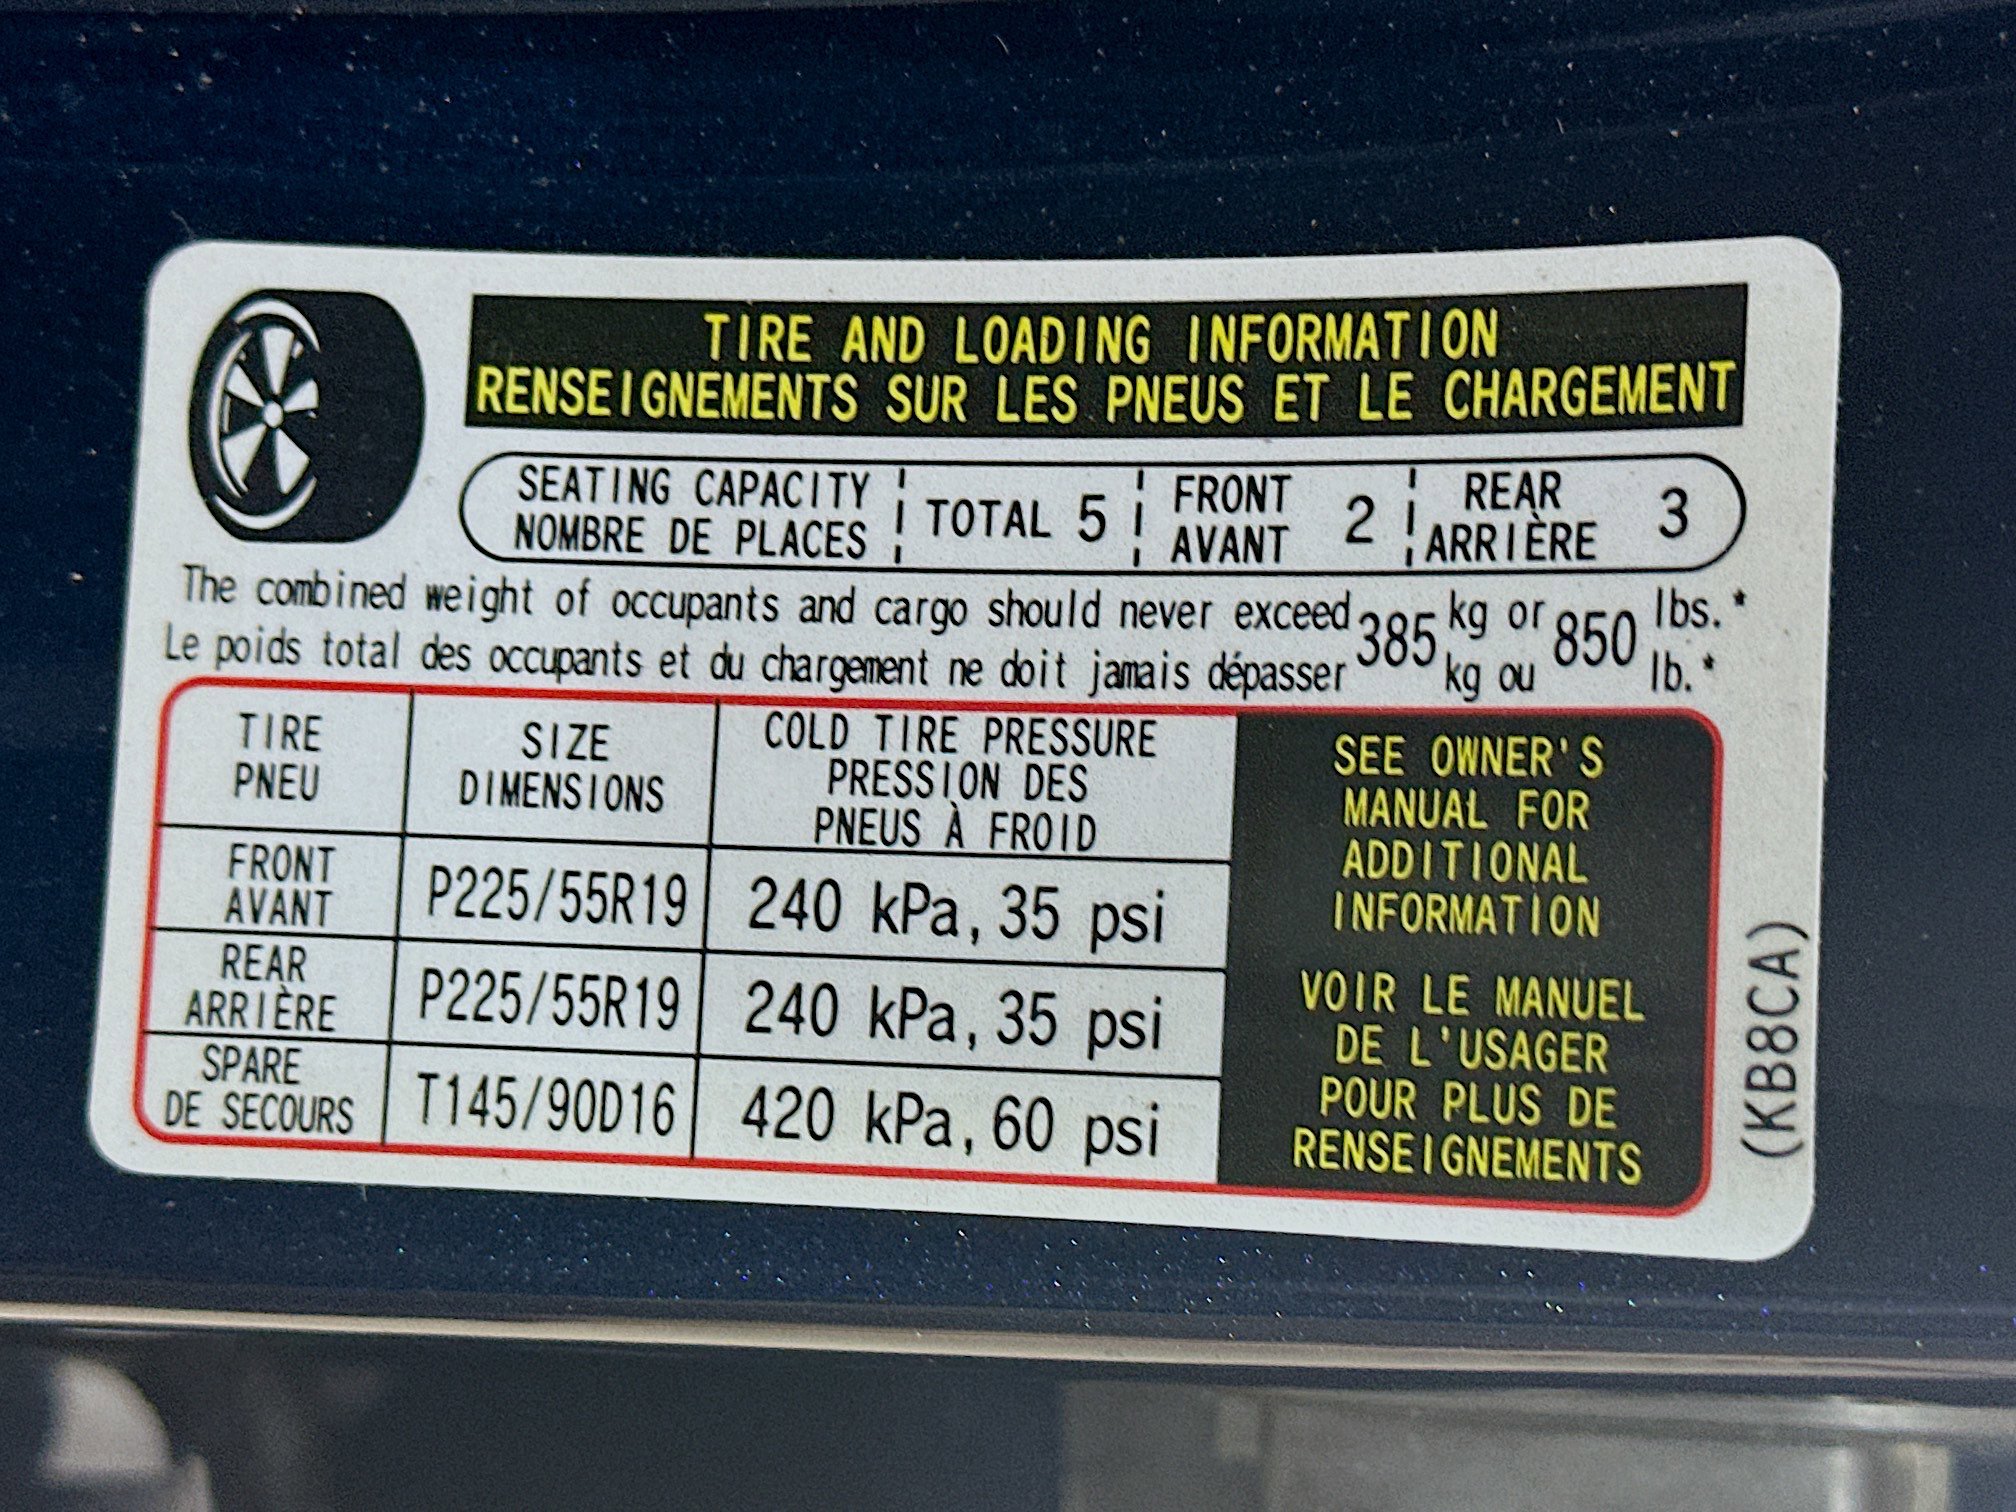 TIRE AND LOADING INFORMATION
RENSEIGNEMENTS SUR LES PNEUS ET LE CHARGEMENT
SEATING CAPACITY
NOMBRE DE PLACES
TOTAL 5
FRONT
AVANT
2
REAR
ARRIÈRE
3
The combined weight of occupants and cargo should never exceed 385 kg or 850 lbs.*
Le poids total des occupants et du chargement ne doit jamais dépasser 385 kg ou 850 lb.*
TIRE
PNEU
SIZE
DIMENSIONS
COLD TIRE PRESSURE
PRESSION DES
PNEUS À FROID
FRONT
AVANT
P225/55R19
240 kPa, 35 psi
REAR
ARRIÈRE
P225/55R19
240 kPa, 35 psi
SPARE
DE SECOURS
T145/90D16
420 kPa, 60 psi
SEE OWNER'S
MANUAL FOR
ADDITIONAL
INFORMATION
VOIR LE MANUEL
DE L'USAGER
POUR PLUS DE
RENSEIGNEMENTS
(KB8CA)